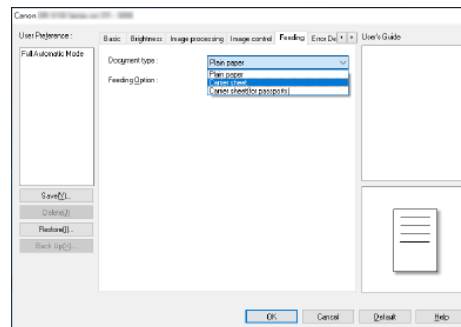 Canon
User Preference :
Full Automatic Mode
Save[Y]...
Delete[J]
Restore[]...
Back Up[<]...
Basic Brightness Image processing Image control Feeding Error De
Document type :
Plain paper
Plain paper
Carrier sheet
Carrier sheet(for passports)
Feeding Option :
User's Guide
OK Cancel Default Help